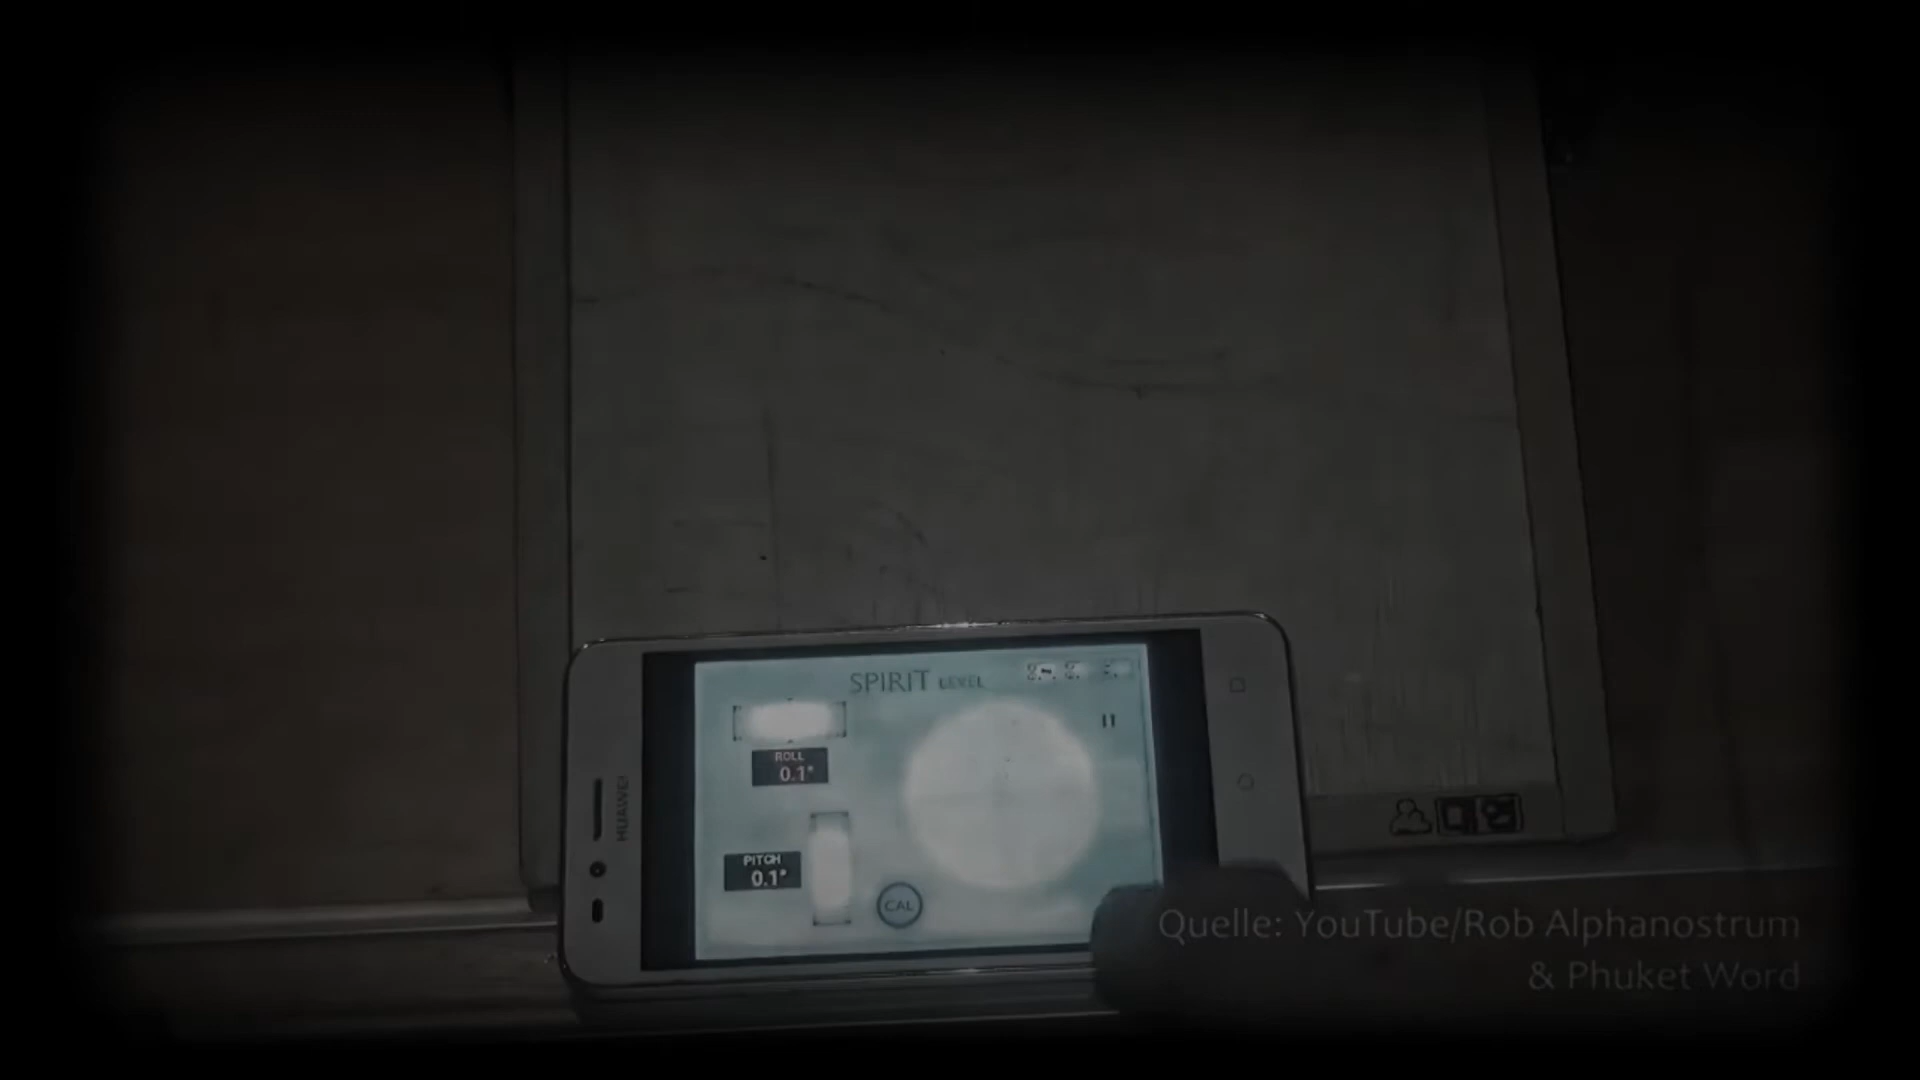 SPIRIT LEVEL
ROLL
0.1°
HUAWEI
PITCH
0.1°
CAL
Quelle: YouTube/Rob Alphanostrum
& Phuket Word